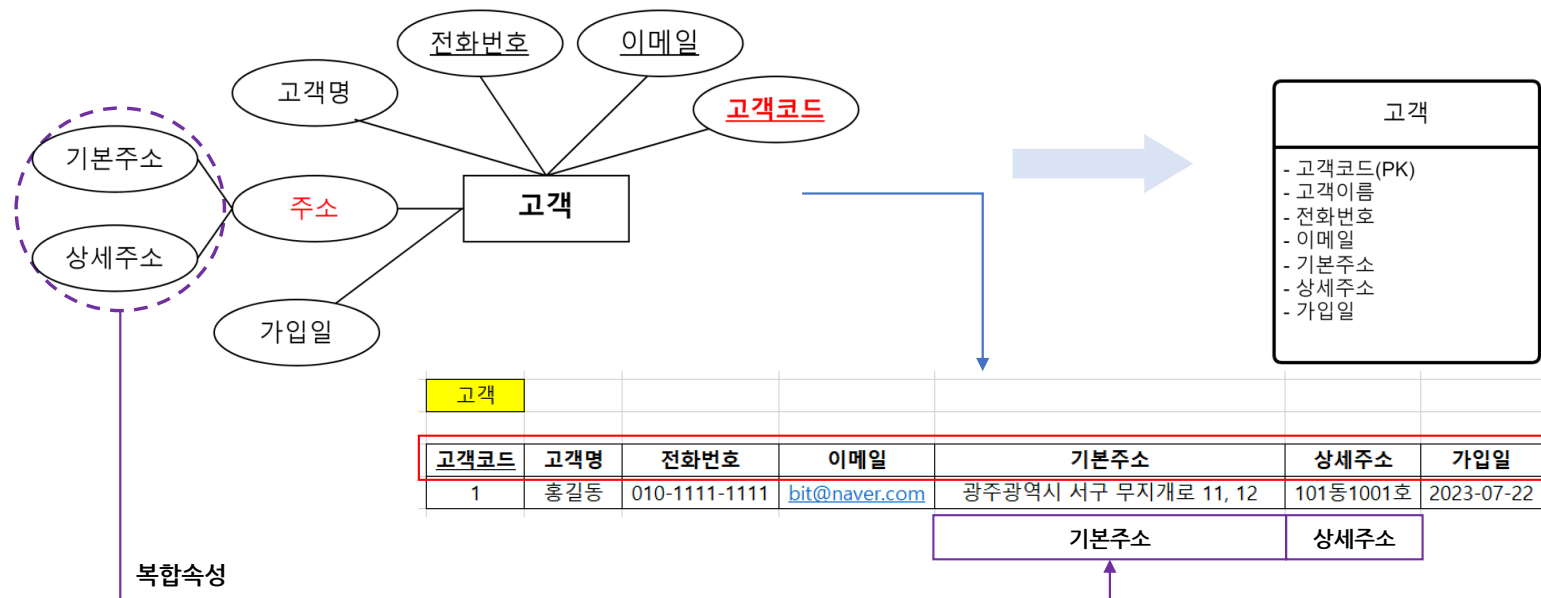 전화번호
이메일
고객명
고객코드
기본주소
주소
고객
상세주소
가입일
고객
- 고객코드(PK)
- 고객이름
- 전화번호
- 이메일
- 기본주소
- 상세주소
- 가입일
고객
고객코드 고객명 전화번호 이메일 기본주소 상세주소 가입일
1 홍길동 010-1111-1111 bit@naver.com 광주광역시 서구 무지개로 11, 12 101동1001호 2023-07-22
기본주소 상세주소
복합속성